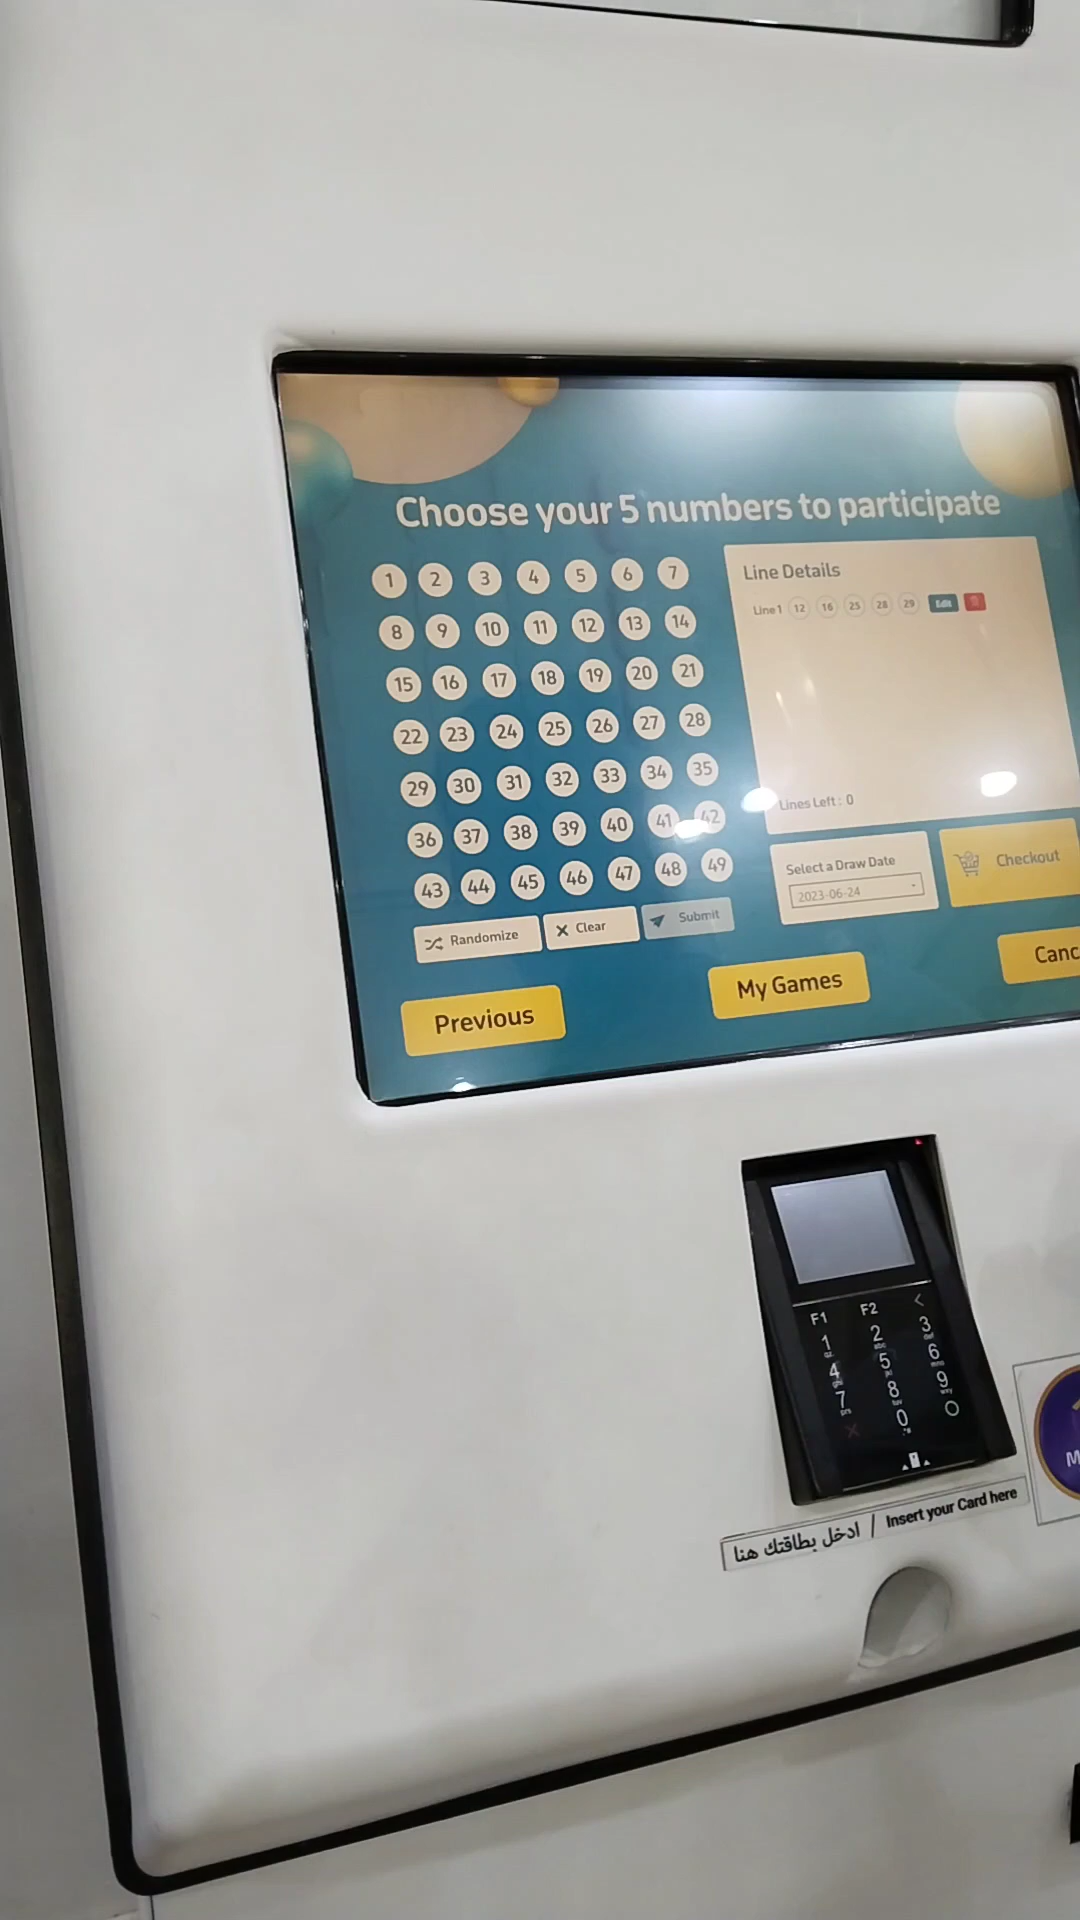 Choose your 5 numbers to participate
1 2 3 4 5 6 7
8 9 10 11 12 13 14
15 16 17 18 19 20 21
22 23 24 25 26 27 28
29 30 31 32 33 34 35
36 37 38 39 40 41 42
43 44 45 46 47 48 49
Randomize
Clear
Submit
Line Details
Line 1 12 16 25 28 29 Edit
Lines Left : 0
Select a Draw Date
2023-06-24
Checkout
Previous
My Games
Canc
F1 F2 <
1 2 3
4 5 6
7 8 9
0
ادخل بطاقتك هنا / Insert your Card here
M